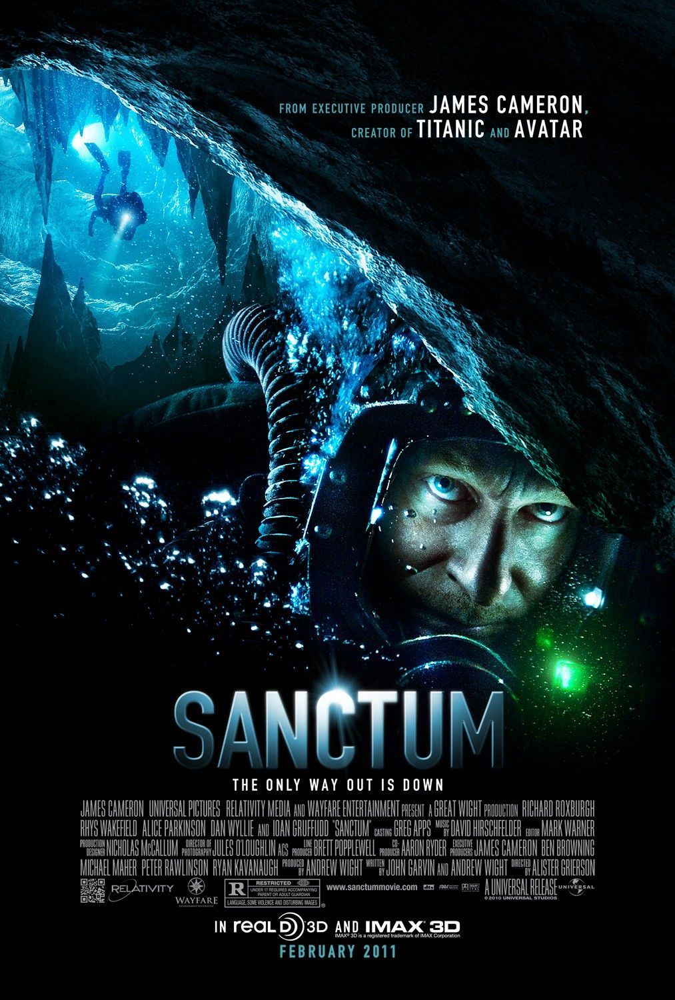 FROM EXECUTIVE PRODUCER JAMES CAMERON,
CREATOR OF TITANIC AND AVATAR
SANCTUM
THE ONLY WAY OUT IS DOWN
JAMES CAMERON UNIVERSAL PICTURES RELATIVITY MEDIA AND WAYFARE ENTERTAINMENT PRESENT A GREAT WIGHT PRODUCTION RICHARD ROXBURGH
RHYS WAKEFIELD ALICE PARKINSON DAN WYLLIE AND IOAN GRUFFUDD "SANCTUM" CASTING GREG APPS MUSIC BY DAVID HIRSCHFELDER EDITOR MARK WARNER
PRODUCTION DESIGNER NICHOLAS McCALLUM DIRECTOR OF PHOTOGRAPHY JULES O'LOUGHLIN ACS LINE PRODUCER BRETT POPPLEWELL CO-PRODUCER AARON RYDER EXECUTIVE PRODUCERS JAMES CAMERON BEN BROWNING
MICHAEL MAHER PETER RAWLINSON RYAN KAVANAUGH PRODUCED BY ANDREW WIGHT WRITTEN BY JOHN GARVIN AND ANDREW WIGHT DIRECTED BY ALISTER GRIERSON
RELATIVITY
WAYFARE
R RESTRICTED
UNDER 17 REQUIRES ACCOMPANYING
PARENT OR ADULT GUARDIAN
LANGUAGE, SOME VIOLENCE AND DISTURBING IMAGES
®
www.sanctummovie.com
dts
DOLBY
DIGITAL
A UNIVERSAL RELEASE
© 2010 UNIVERSAL STUDIOS
UNIVERSAL
IN REAL D 3D AND IMAX® 3D
IMAX® 3D is a registered trademark of IMAX Corporation
FEBRUARY 2011